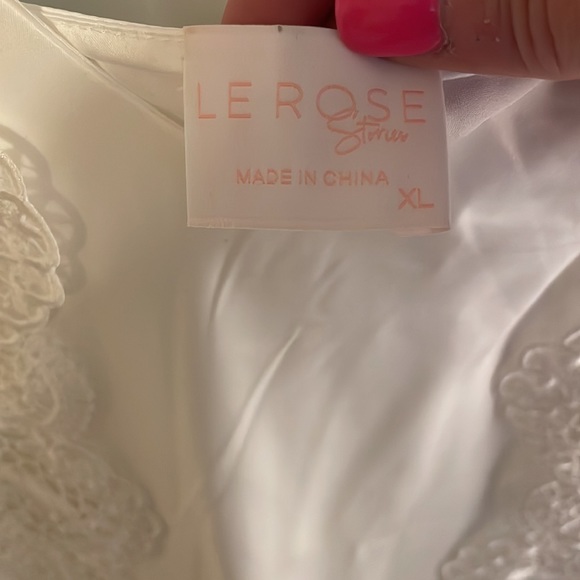 LE ROSE
Stories
MADE IN CHINA
XL